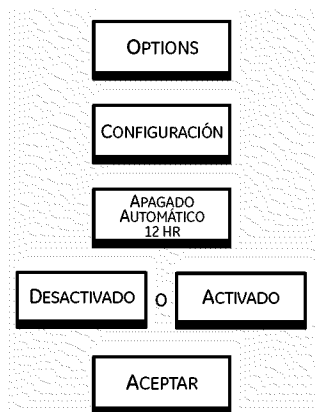 OPTIONS
CONFIGURACIÓN
APAGADO
AUTOMÁTICO
12 HR
DESACTIVADO O ACTIVADO
ACEPTAR